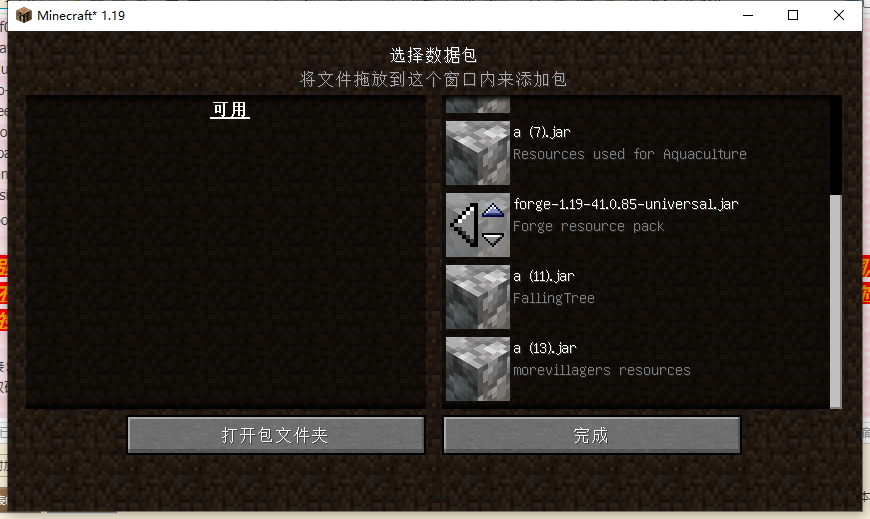 Minecraft* 1.19
选择数据包
将文件拖放到这个窗口内来添加包
可用
a (7).jar
Resources used for Aquaculture
forge-1.19-41.0.85-universal.jar
Forge resource pack
a (11).jar
FallingTree
a (13).jar
morevillagers resources
打开包文件夹
完成